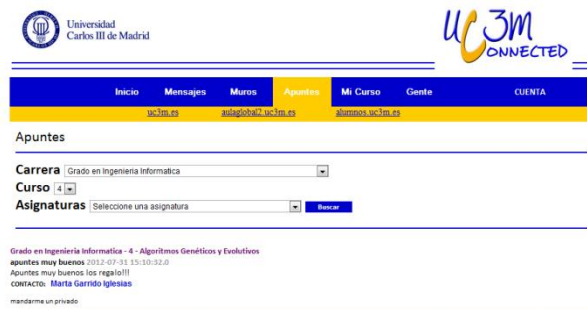 Universidad
Carlos III de Madrid
UC3M
CONNECTED
Inicio Mensajes Muros Apuntes Mi Curso Gente CUENTA
uc3m.es aulaglobal2.uc3m.es alumnos.uc3m.es
Apuntes
Carrera Grado en Ingenieria Informatica
Curso 4
Asignaturas Seleccione una asignatura Buscar
Grado en Ingenieria Informatica - 4 - Algoritmos Genéticos y Evolutivos
apuntes muy buenos 2012-07-31 15:10:32.0
Apuntes muy buenos los regalo!!!
CONTACTO: Marta Garrido Iglesias
mandarme un privado